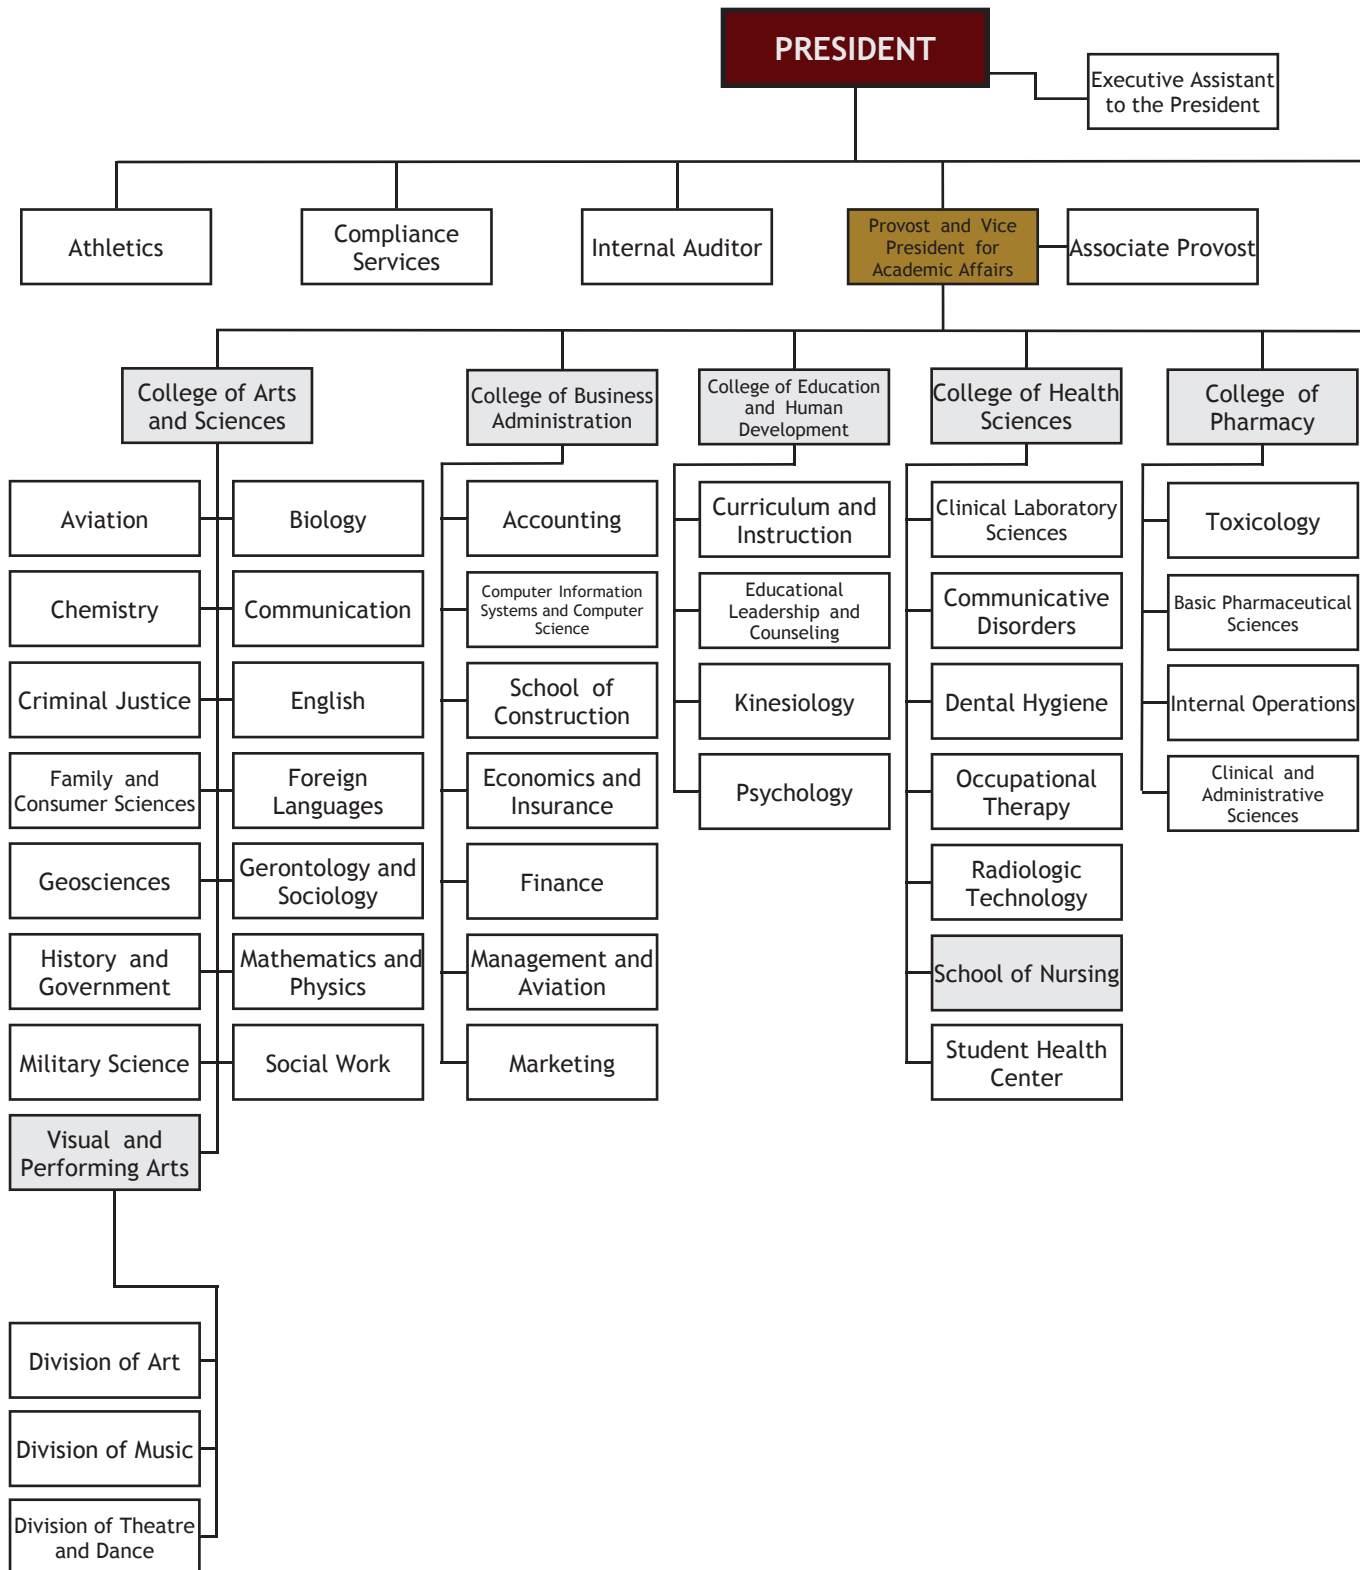 PRESIDENT
Executive Assistant
to the President
Athletics
Compliance
Services
Internal Auditor
Provost and Vice
President for
Academic Affairs
Associate Provost
College of Arts
and Sciences
College of Business
Administration
College of Education
and Human
Development
College of Health
Sciences
College of
Pharmacy
Aviation
Biology
Chemistry
Communication
Criminal Justice
English
Family and
Consumer Sciences
Foreign
Languages
Geosciences
Gerontology and
Sociology
History and
Government
Mathematics and
Physics
Military Science
Social Work
Visual and
Performing Arts
Division of Art
Division of Music
Division of Theatre
and Dance
Accounting
Computer Information
Systems and Computer
Science
School of
Construction
Economics and
Insurance
Finance
Management and
Aviation
Marketing
Curriculum and
Instruction
Educational
Leadership and
Counseling
Kinesiology
Psychology
Clinical Laboratory
Sciences
Communicative
Disorders
Dental Hygiene
Occupational
Therapy
Radiologic
Technology
School of Nursing
Student Health
Center
Toxicology
Basic Pharmaceutical
Sciences
Internal Operations
Clinical and
Administrative
Sciences